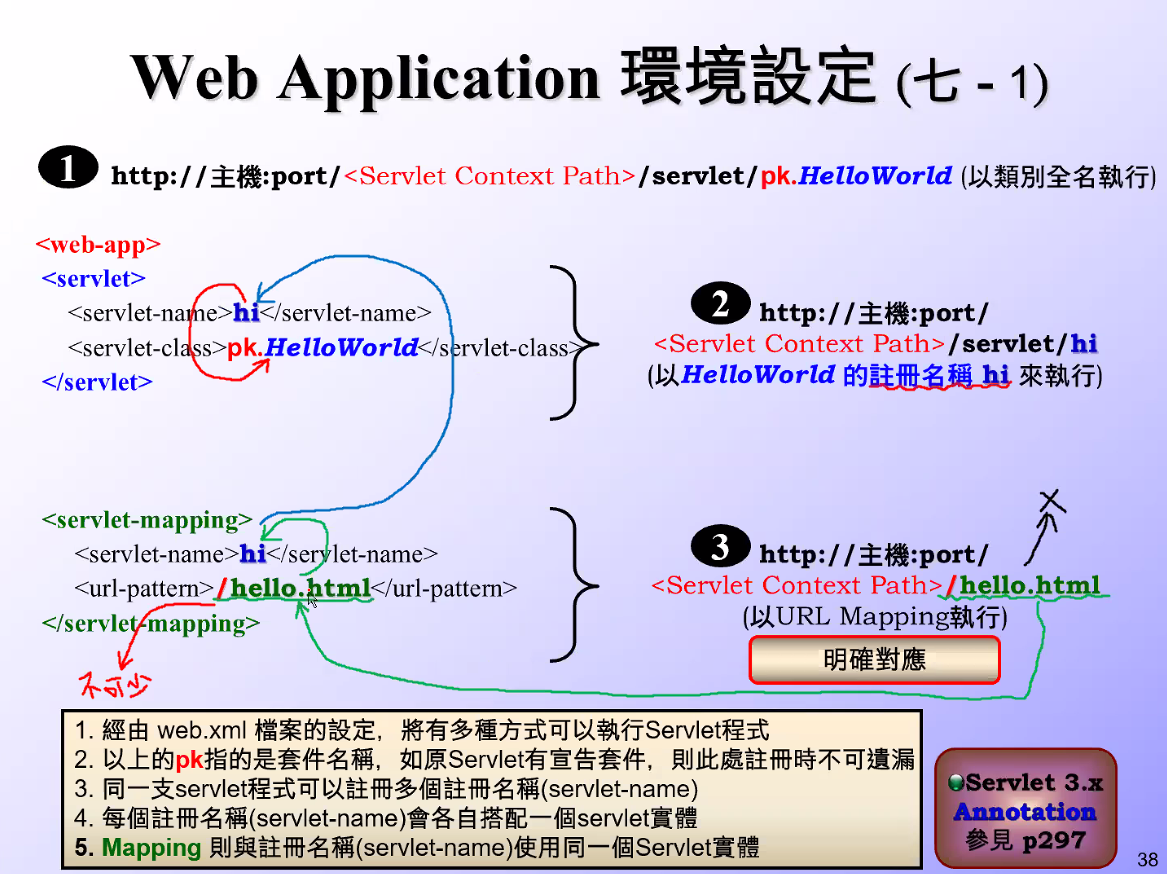 Web Application 環境設定 (七 - 1)
1 http://主機:port/<Servlet Context Path>/servlet/pk.HelloWorld (以類別全名執行)
<web-app>
<servlet>
<servlet-name>hi</servlet-name>
<servlet-class>pk.HelloWorld</servlet-class>
</servlet>
2 http://主機:port/
<Servlet Context Path>/servlet/hi
(以HelloWorld 的註冊名稱 hi 來執行)
<servlet-mapping>
<servlet-name>hi</servlet-name>
<url-pattern>/hello.html</url-pattern>
</servlet-mapping>
不可少
X
3 http://主機:port/
<Servlet Context Path>/hello.html
(以URL Mapping執行)
明確對應
1. 經由 web.xml 檔案的設定，將有多種方式可以執行Servlet程式
2. 以上的pk指的是套件名稱，如原Servlet有宣告套件，則此處註冊時不可遺漏
3. 同一支servlet程式可以註冊多個註冊名稱(servlet-name)
4. 每個註冊名稱(servlet-name)會各自搭配一個servlet實體
5. Mapping 則與註冊名稱(servlet-name)使用同一個Servlet實體
Servlet 3.x
Annotation
參見 p297
38